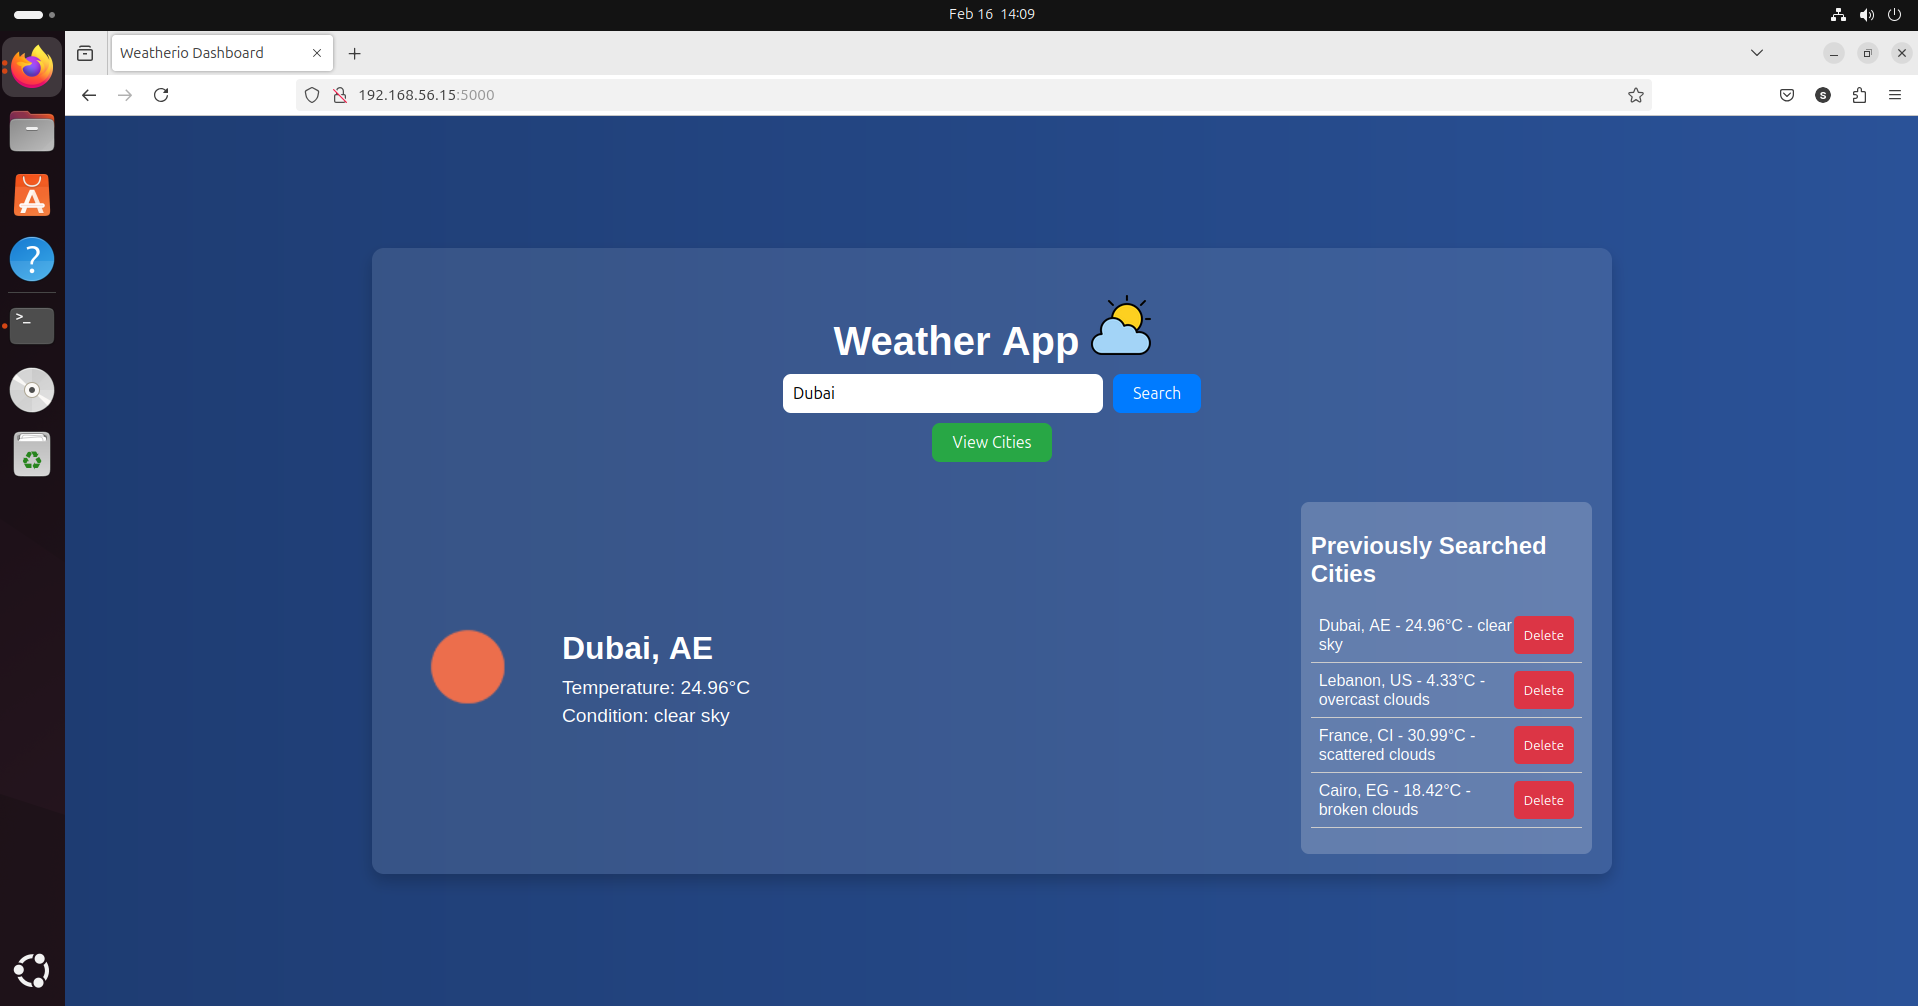 Feb 16 14:09
Weatherio Dashboard
192.168.56.15:5000
S
Weather App
Dubai
Search
View Cities
Dubai, AE
Temperature: 24.96°C
Condition: clear sky
Previously Searched
Cities
Dubai, AE - 24.96°C - clear
sky
Delete
Lebanon, US - 4.33°C -
overcast clouds
Delete
France, CI - 30.99°C -
scattered clouds
Delete
Cairo, EG - 18.42°C -
broken clouds
Delete